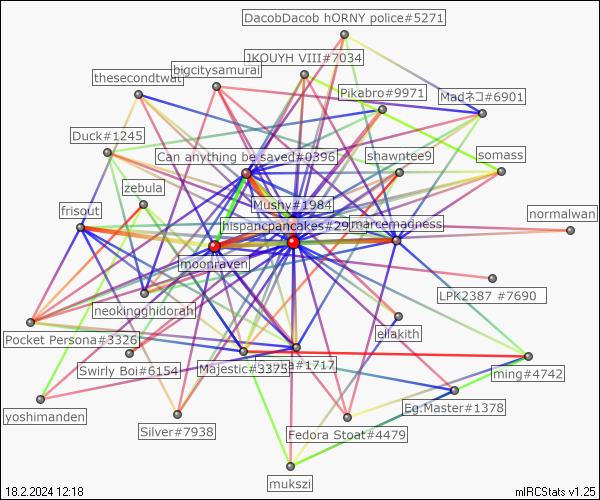 DacobDacob hORNY police#5271
JKOUYH VIII#7034
bigcitysamurai
thesecondtwat
Pikabro#9971
Madネコ#6901
Duck#1245
Can anything be saved#0396
shawntee9
somass
zebula
Mushy#1984
frisout
hispancpancakes#29
marcemadness
normalwan
moonraven
LPK2387 #7690
neokingghidorah
Pocket Persona#3326
eliakith
Swirly Boi#6154
Majestic#3375
#1717
ming#4742
yoshimanden
Eg.Master#1378
Silver#7938
Fedora Stoat#4479
mukszi
18.2.2024 12:18
mIRCStats v1.25